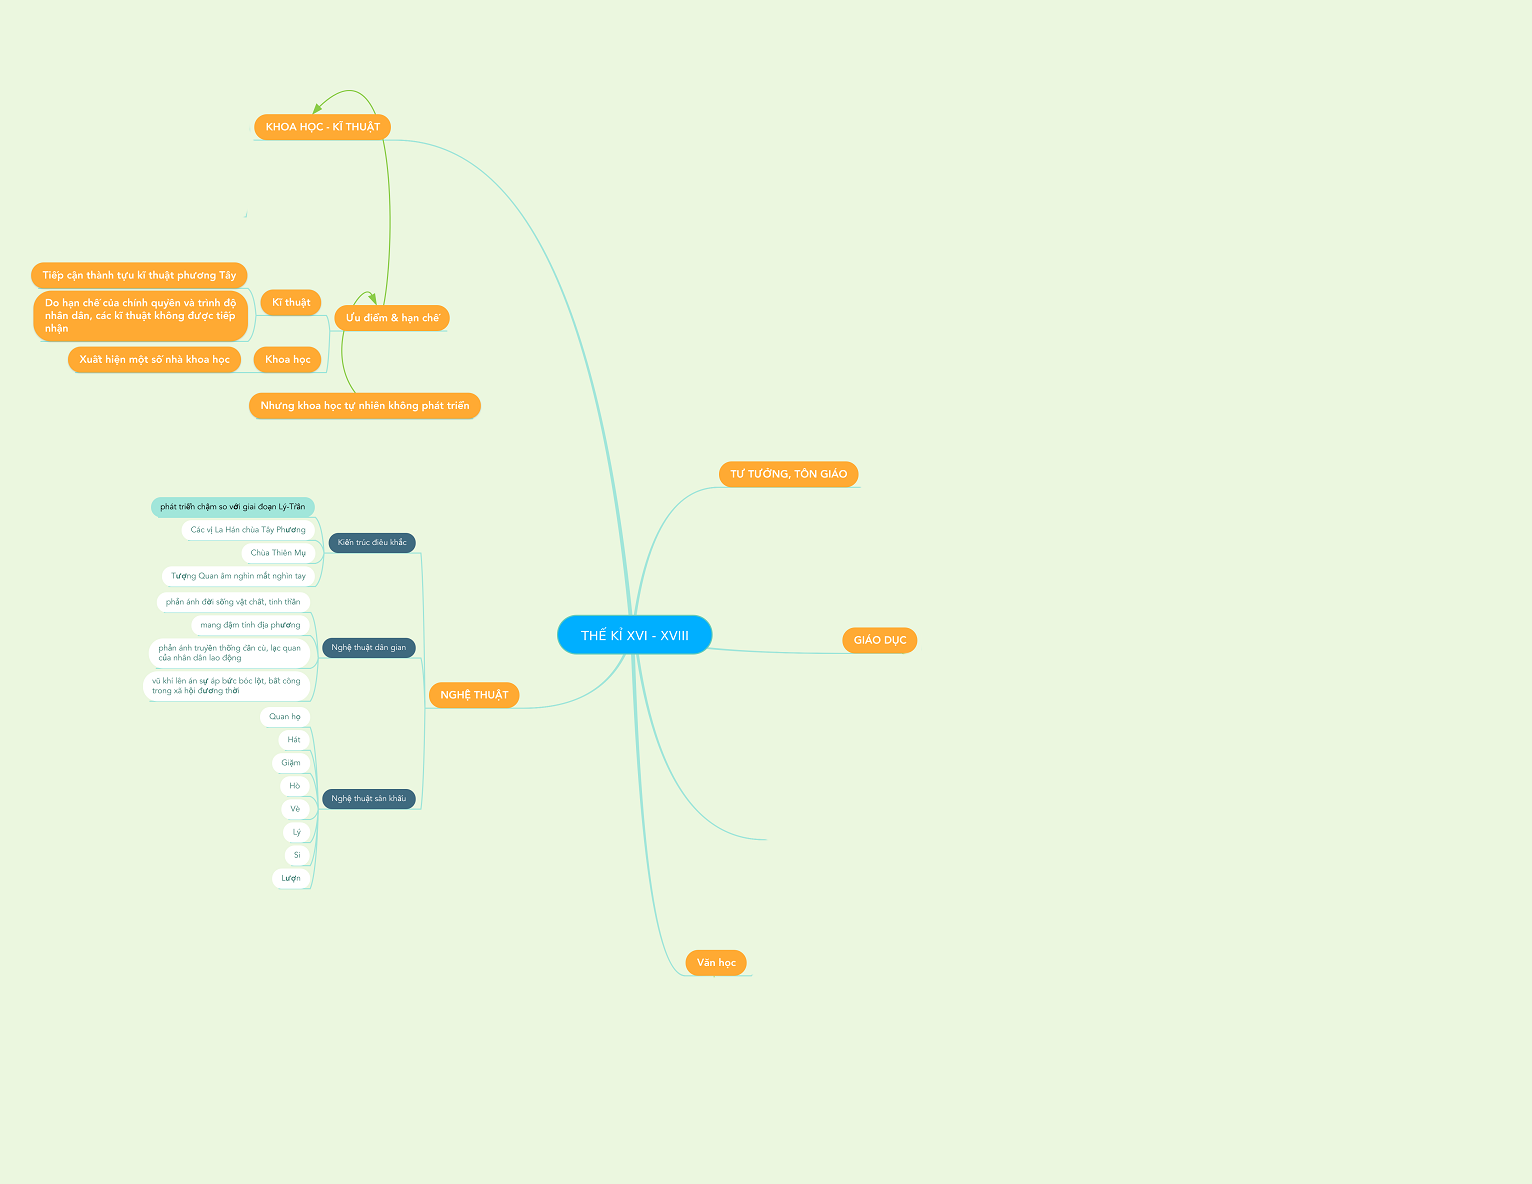 KHOA HỌC - KĨ THUẬT
Tiếp cận thành tựu kĩ thuật phương Tây
Do hạn chế của chính quyền và trình độ
nhân dân, các kĩ thuật không được tiếp
nhận
Kĩ thuật
Ưu điểm & hạn chế
Xuất hiện một số nhà khoa học
Khoa học
Nhưng khoa học tự nhiên không phát triển
TƯ TƯỞNG, TÔN GIÁO
phát triển chậm so với giai đoạn Lý-Trần
Các vị La Hán chùa Tây Phương
Kiến trúc điêu khắc
Chùa Thiên Mụ
Tượng Quan âm nghìn mắt nghìn tay
phản ánh đời sống vật chất, tinh thần
mang đậm tính địa phương
Nghệ thuật dân gian
phản ánh truyền thống cần cù, lạc quan
của nhân dân lao động
vũ khí lên án sự áp bức bóc lột, bất công
trong xã hội đương thời
THẾ KỈ XVI - XVIII
GIÁO DỤC
NGHỆ THUẬT
Quan họ
Hát
Giặm
Hò
Vè
Lý
Si
Lượn
Nghệ thuật sân khấu
Văn học